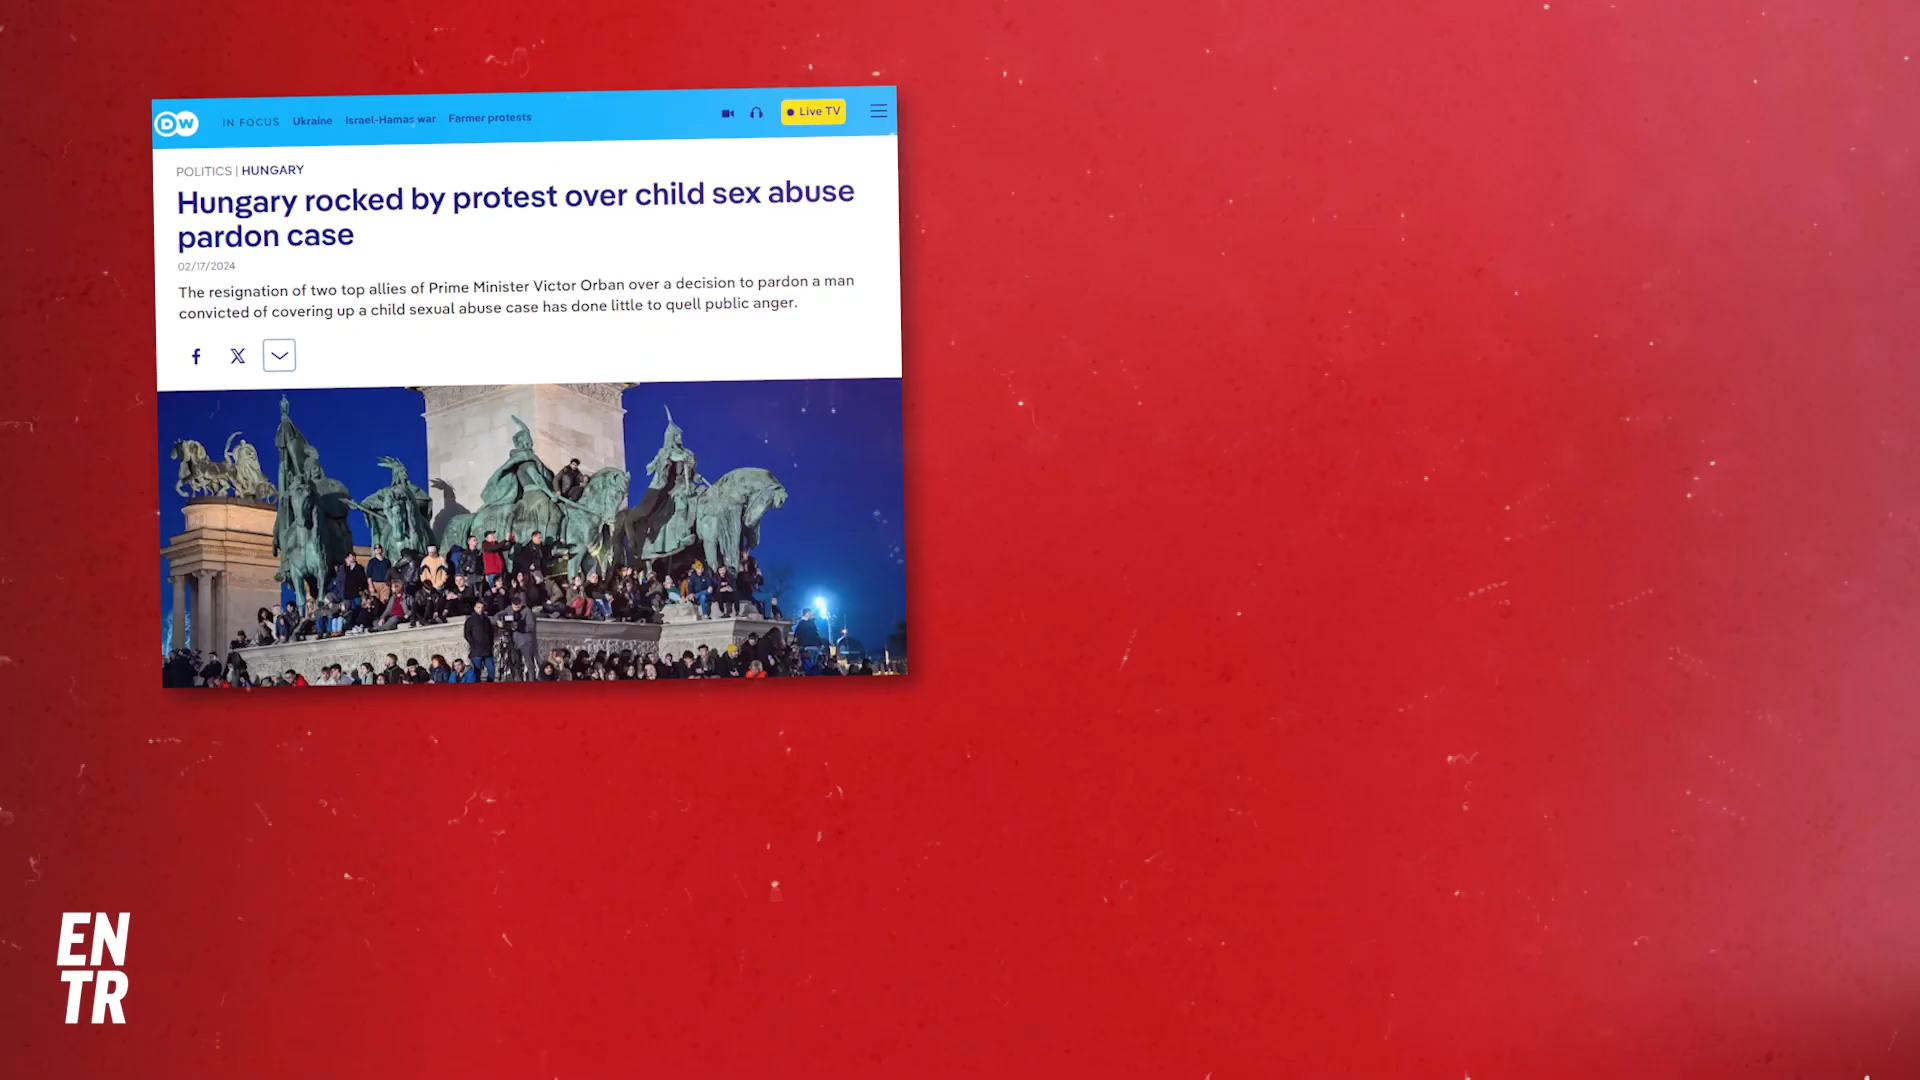 DW
IN FOCUS Ukraine Israel-Hamas war Farmer protests Live TV
POLITICS | HUNGARY
Hungary rocked by protest over child sex abuse
pardon case
02/17/2024
The resignation of two top allies of Prime Minister Victor Orban over a decision to pardon a man
convicted of covering up a child sexual abuse case has done little to quell public anger.
EN
TR